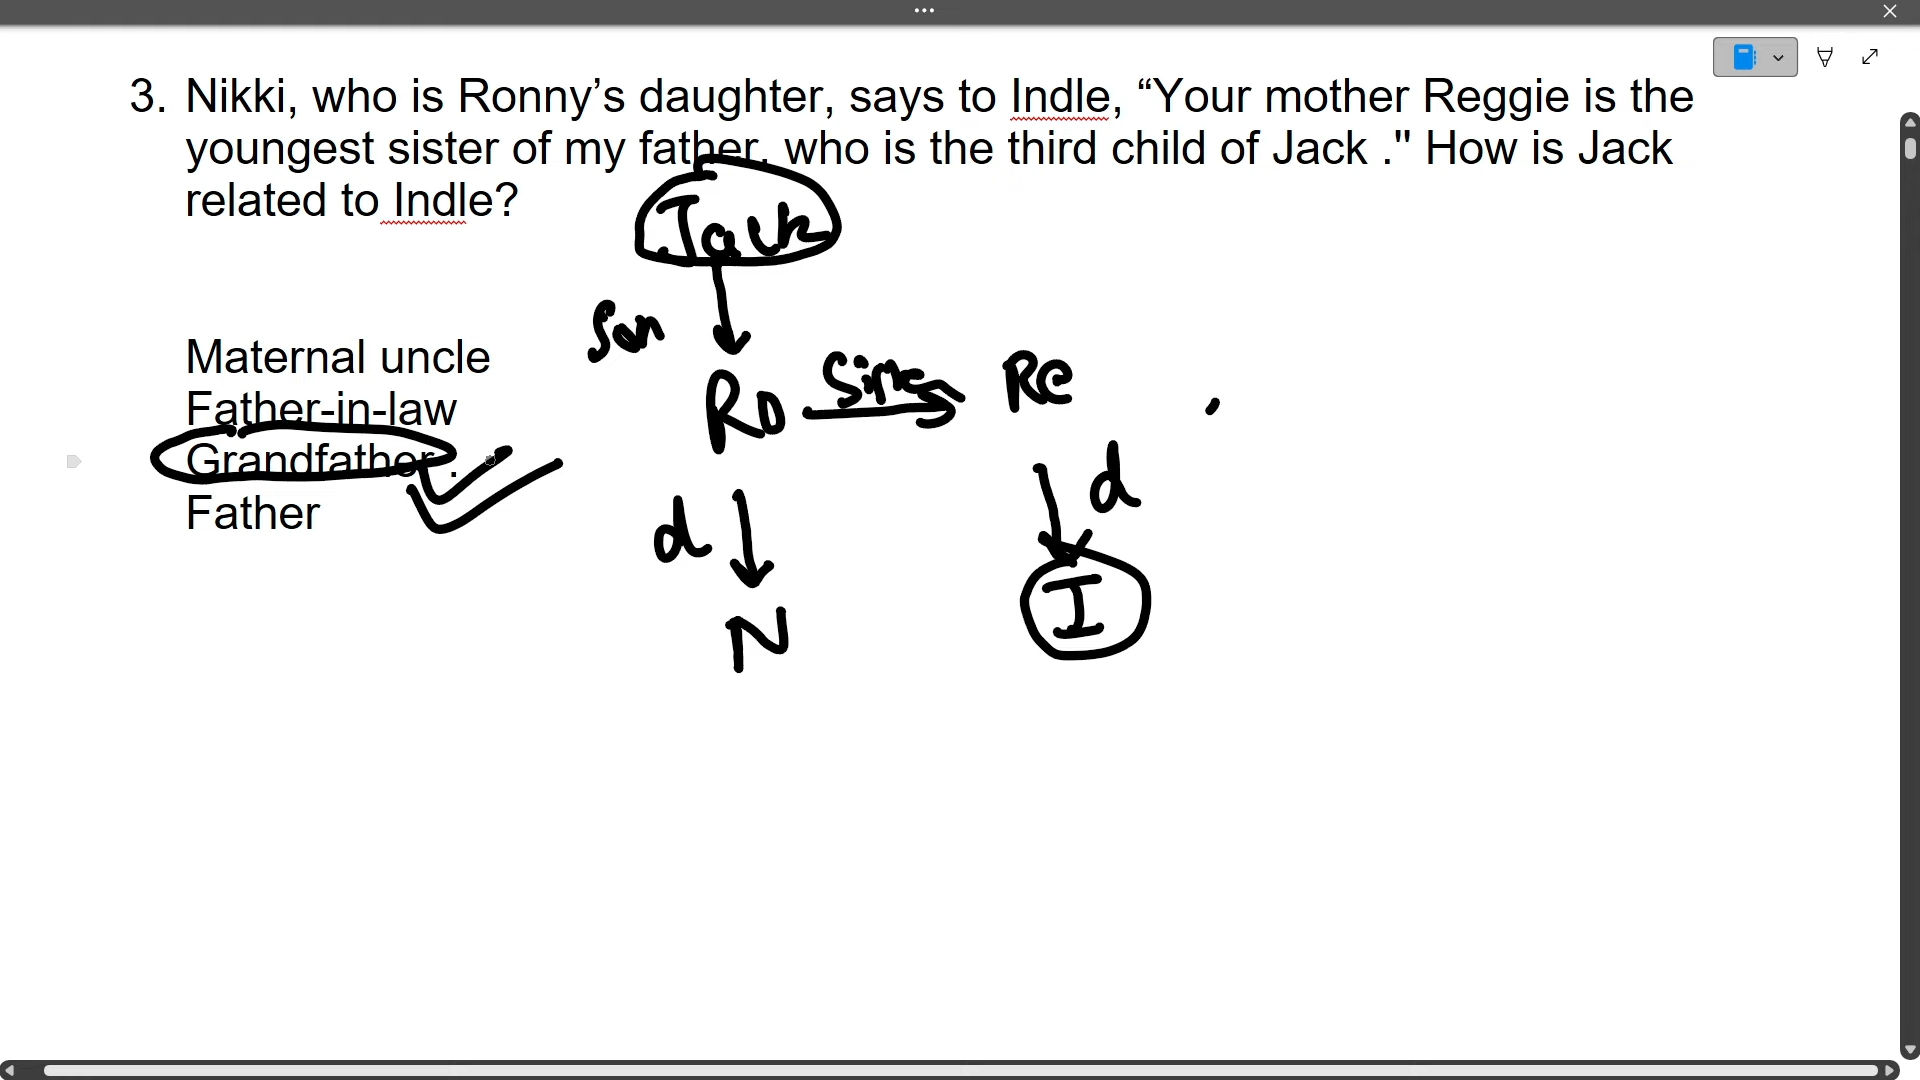 3. Nikki, who is Ronny’s daughter, says to Indle, “Your mother Reggie is the
youngest sister of my father, who is the third child of Jack ." How is Jack
related to Indle?
Jack
Son
Maternal uncle
Father-in-law
Grandfather .
Father
Ro
Re
d
d
N
I